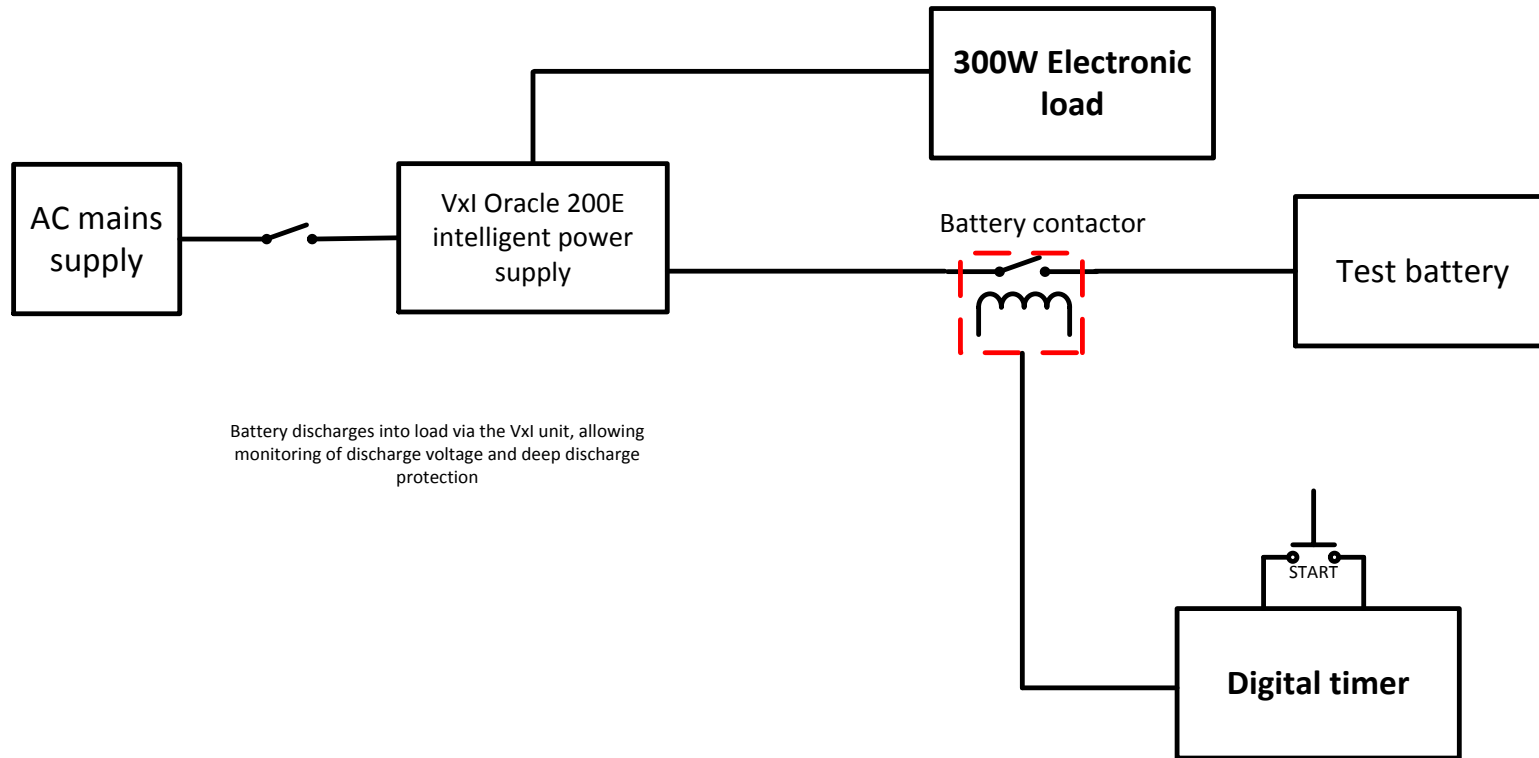 300W Electronic
load
AC mains
supply
VxI Oracle 200E
intelligent power
supply
Battery contactor
Test battery
Battery discharges into load via the VxI unit, allowing
monitoring of discharge voltage and deep discharge
protection
START
Digital timer